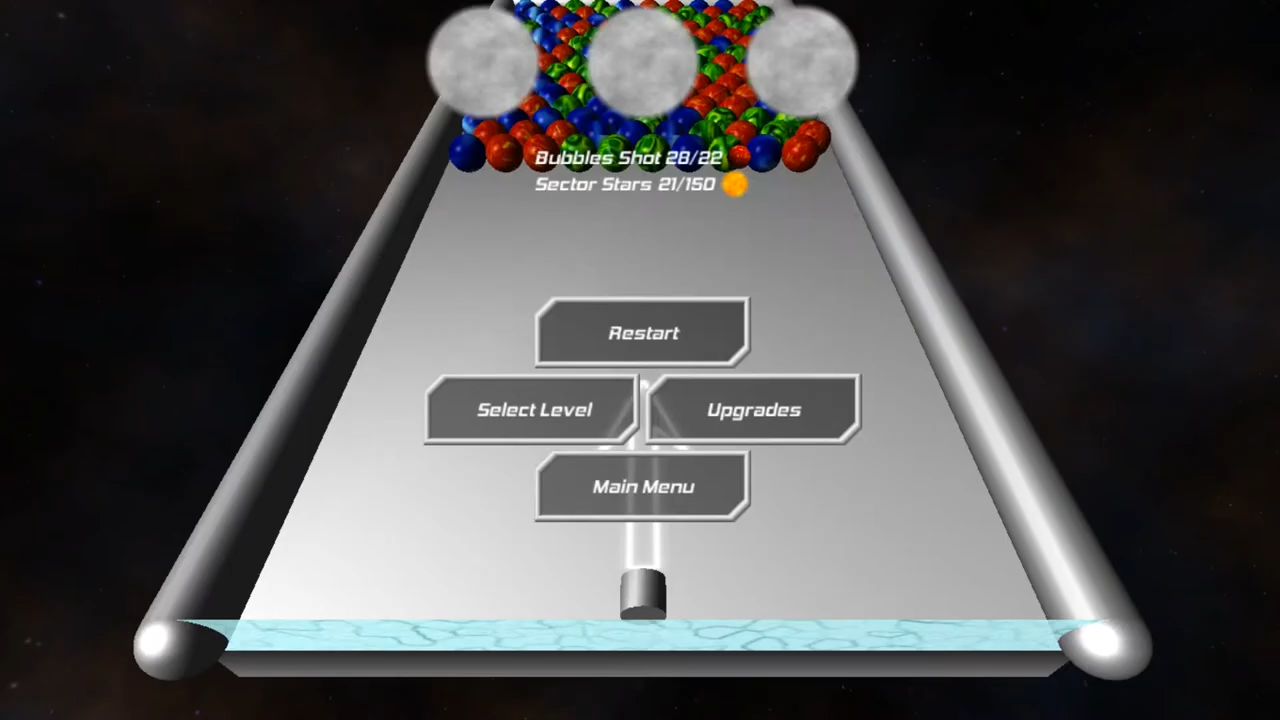 Bubbles Shot 28/22
Sector Stars 21/150
Restart
Select Level
Upgrades
Main Menu